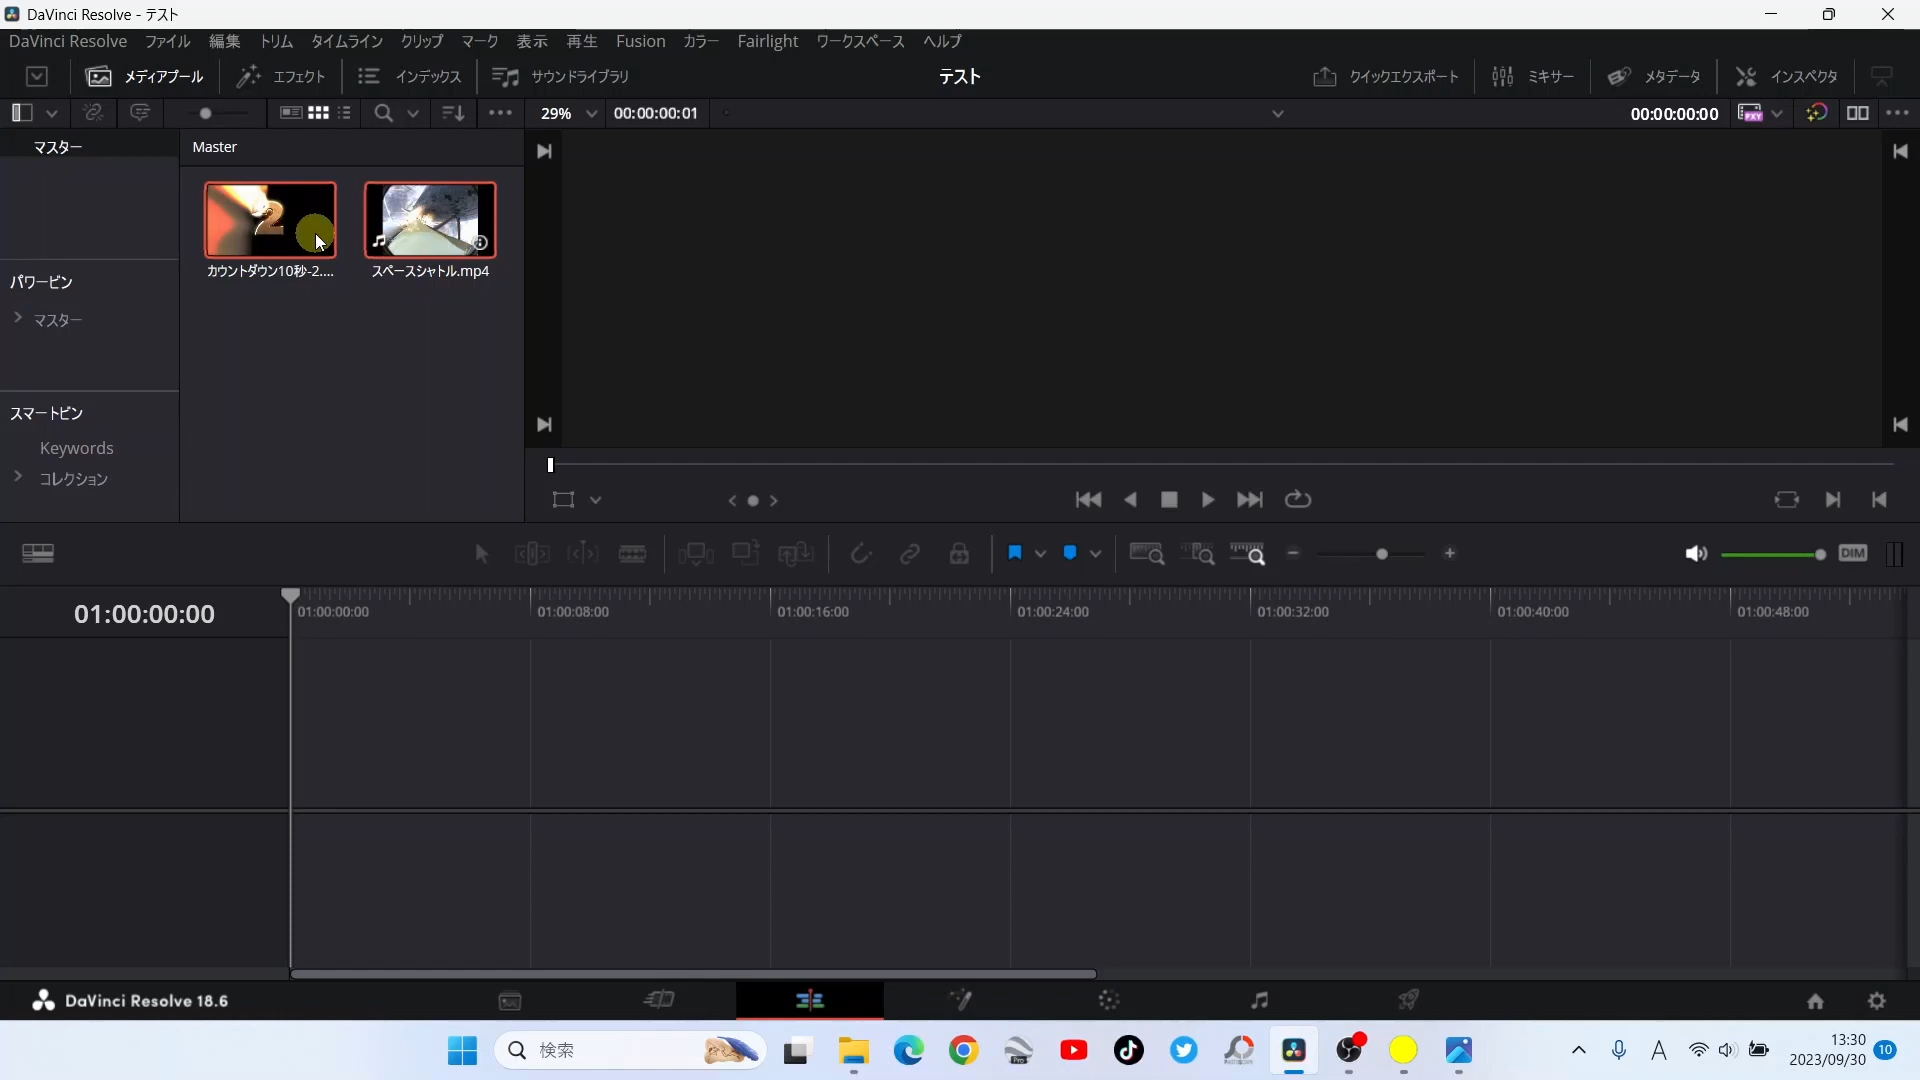 DaVinci Resolve - テスト
DaVinci Resolve ファイル 編集 トリム タイムライン クリップ マーク 表示 再生 Fusion カラー Fairlight ワークスペース ヘルプ
メディアプール エフェクト インデックス サウンドライブラリ テスト クイックエクスポート ミキサー メタデータ インスペクタ
29% 00:00:00:01 00:00:00:00 PXY
マスター Master
2
カウントダウン10秒-2.... スペースシャトル.mp4
パワービン
マスター
スマートビン
Keywords
コレクション
DIM
01:00:00:00 01:00:00:00 01:00:08:00 01:00:16:00 01:00:24:00 01:00:32:00 01:00:40:00 01:00:48:00
DaVinci Resolve 18.6
検索 Pro A 13:30 10
2023/09/30